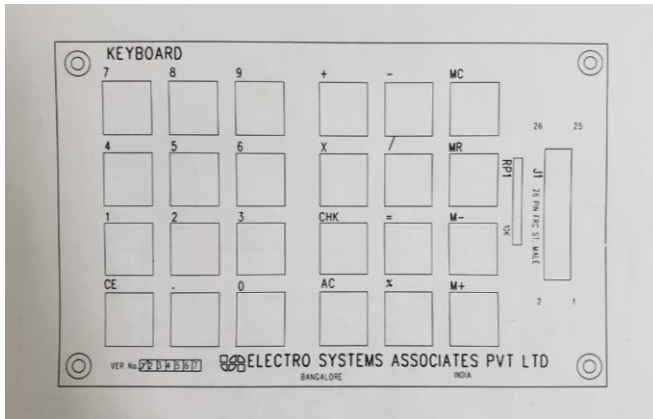 KEYBOARD
7 8 9 + - MC
26 25
4 5 6 X / MR
RP1 J1
26 PIN FRC ST. MALE
1 2 3 CHK = M-
10K
CE . 0 AC % M+
2 1
VER No. 1 2 3 4 5 6 7 ELECTRO SYSTEMS ASSOCIATES PVT LTD
BANGALORE INDIA